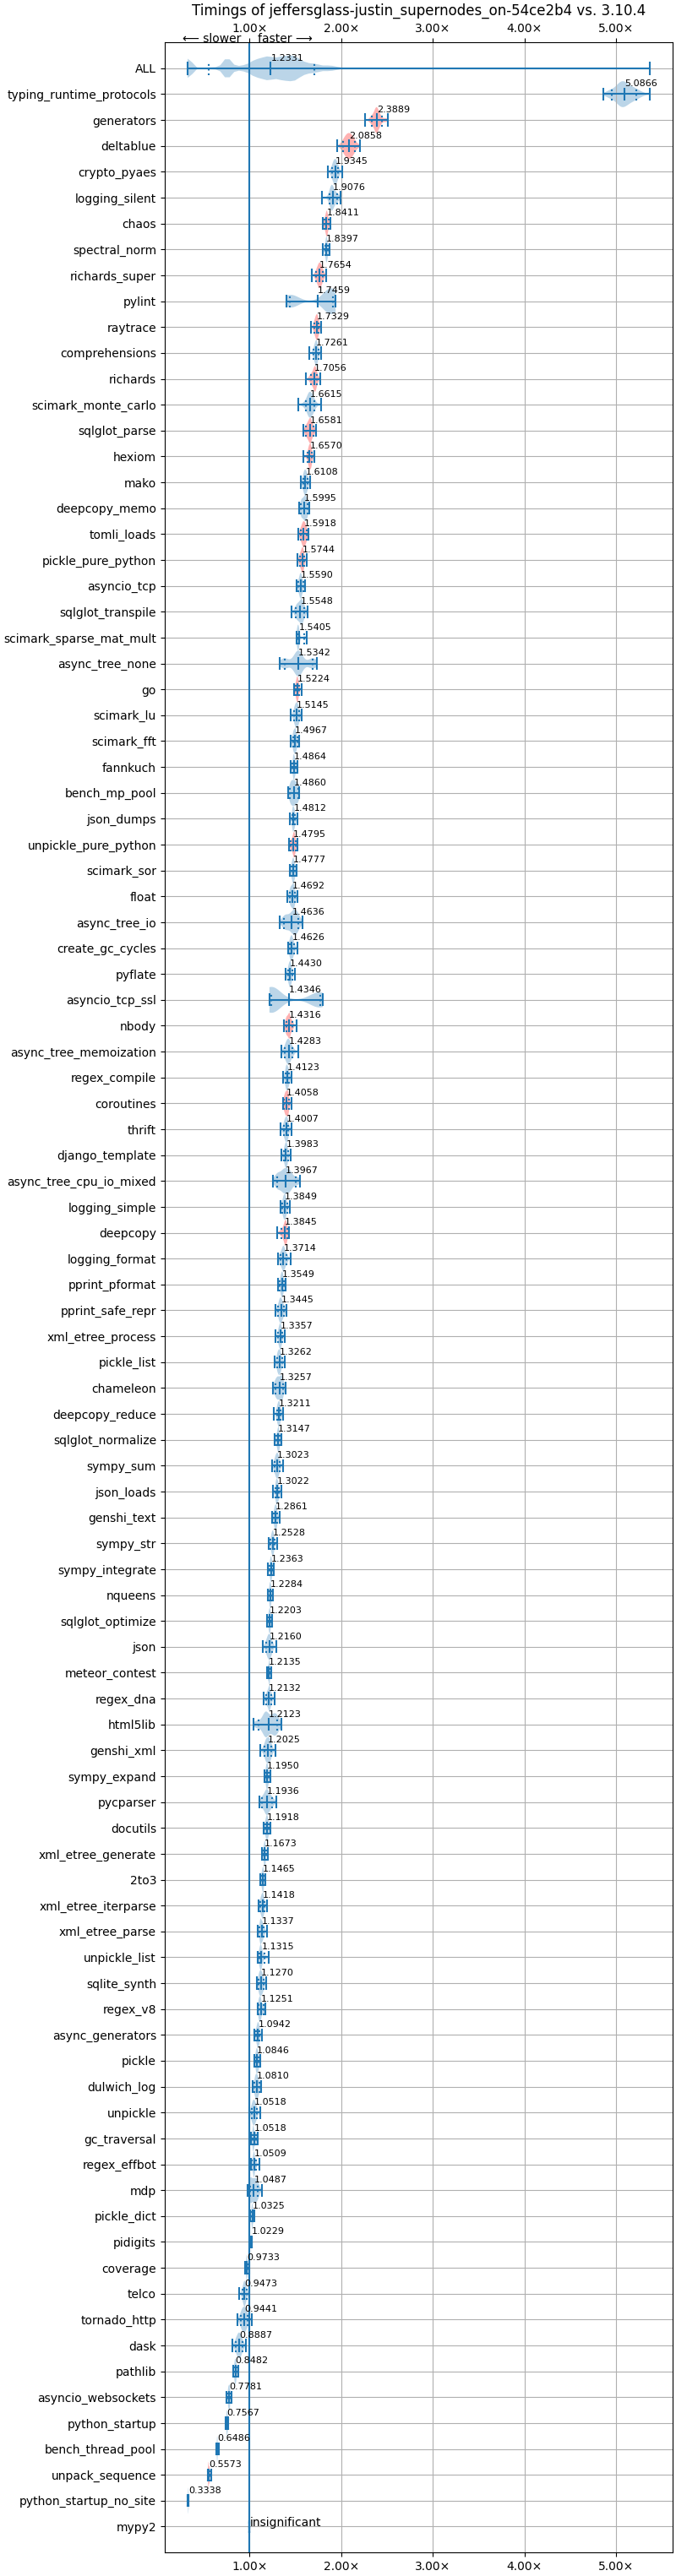 Timings of jeffersglass-justin_supernodes_on-54ce2b4 vs. 3.10.4
1.00× 2.00× 3.00× 4.00× 5.00×
⟵ slower faster ⟶
ALL 1.2331
typing_runtime_protocols 5.0866
generators 2.3889
deltablue 2.0858
crypto_pyaes 1.9345
logging_silent 1.9076
chaos 1.8411
spectral_norm 1.8397
richards_super 1.7654
pylint 1.7459
raytrace 1.7329
comprehensions 1.7261
richards 1.7056
scimark_monte_carlo 1.6615
sqlglot_parse 1.6581
hexiom 1.6570
mako 1.6108
deepcopy_memo 1.5995
tomli_loads 1.5918
pickle_pure_python 1.5744
asyncio_tcp 1.5590
sqlglot_transpile 1.5548
scimark_sparse_mat_mult 1.5405
async_tree_none 1.5342
go 1.5224
scimark_lu 1.5145
scimark_fft 1.4967
fannkuch 1.4864
bench_mp_pool 1.4860
json_dumps 1.4812
unpickle_pure_python 1.4795
scimark_sor 1.4777
float 1.4692
async_tree_io 1.4636
create_gc_cycles 1.4626
pyflate 1.4430
asyncio_tcp_ssl 1.4346
nbody 1.4316
async_tree_memoization 1.4283
regex_compile 1.4123
coroutines 1.4058
thrift 1.4007
django_template 1.3983
async_tree_cpu_io_mixed 1.3967
logging_simple 1.3849
deepcopy 1.3845
logging_format 1.3714
pprint_pformat 1.3549
pprint_safe_repr 1.3445
xml_etree_process 1.3357
pickle_list 1.3262
chameleon 1.3257
deepcopy_reduce 1.3211
sqlglot_normalize 1.3147
sympy_sum 1.3023
json_loads 1.3022
genshi_text 1.2861
sympy_str 1.2528
sympy_integrate 1.2363
nqueens 1.2284
sqlglot_optimize 1.2203
json 1.2160
meteor_contest 1.2135
regex_dna 1.2132
html5lib 1.2123
genshi_xml 1.2025
sympy_expand 1.1950
pycparser 1.1936
docutils 1.1918
xml_etree_generate 1.1673
2to3 1.1465
xml_etree_iterparse 1.1418
xml_etree_parse 1.1337
unpickle_list 1.1315
sqlite_synth 1.1270
regex_v8 1.1251
async_generators 1.0942
pickle 1.0846
dulwich_log 1.0810
unpickle 1.0518
gc_traversal 1.0518
regex_effbot 1.0509
mdp 1.0487
pickle_dict 1.0325
pidigits 1.0229
coverage 0.9733
telco 0.9473
tornado_http 0.9441
dask 0.8887
pathlib 0.8482
asyncio_websockets 0.7781
python_startup 0.7567
bench_thread_pool 0.6486
unpack_sequence 0.5573
python_startup_no_site 0.3338
mypy2 insignificant
1.00× 2.00× 3.00× 4.00× 5.00×